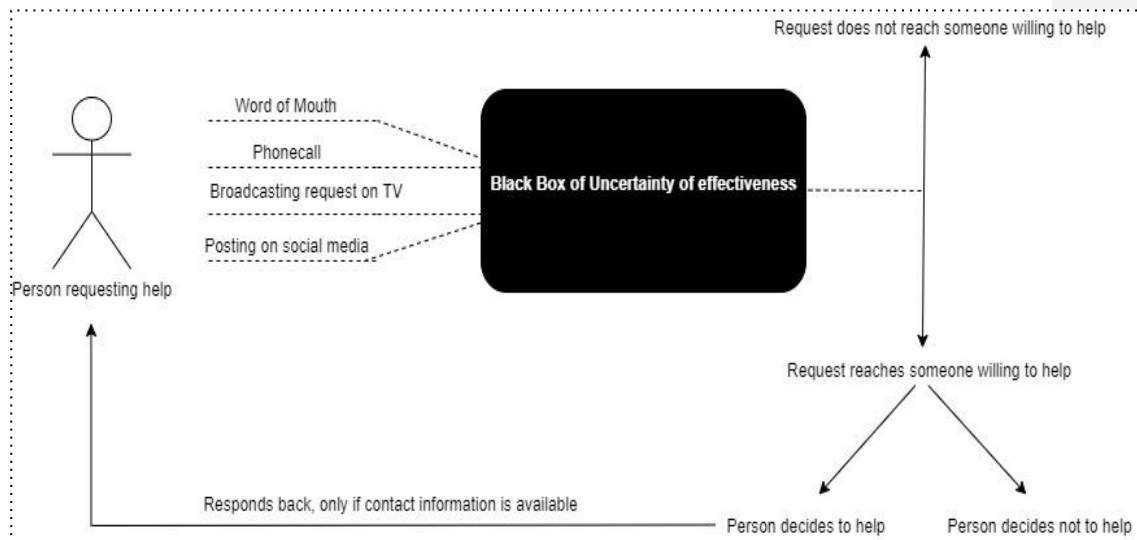 Request does not reach someone willing to help
Word of Mouth
Phonecall
Broadcasting request on TV
Posting on social media
Person requesting help
Black Box of Uncertainty of effectiveness
Request reaches someone willing to help
Responds back, only if contact information is available
Person decides to help
Person decides not to help